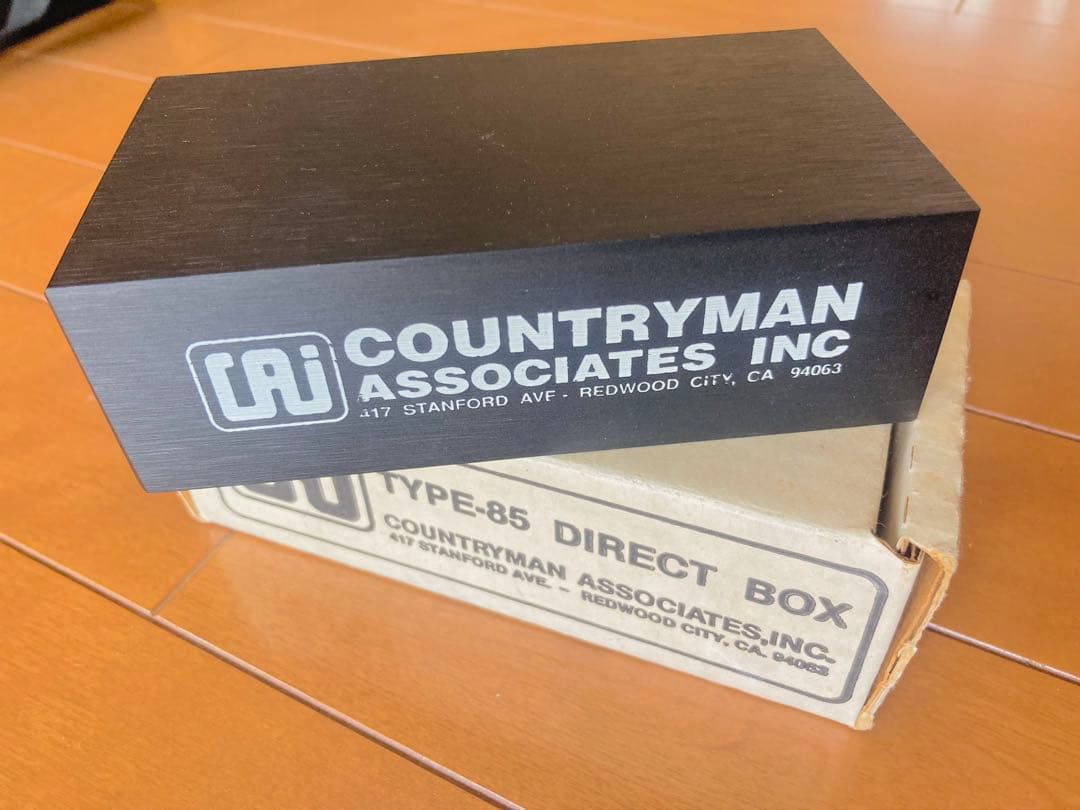 CAi
COUNTRYMAN
ASSOCIATES INC
417 STANFORD AVE - REDWOOD CITY, CA 94063
TYPE-85 DIRECT BOX
COUNTRYMAN ASSOCIATES,INC.
417 STANFORD AVE. - REDWOOD CITY, CA. 94063